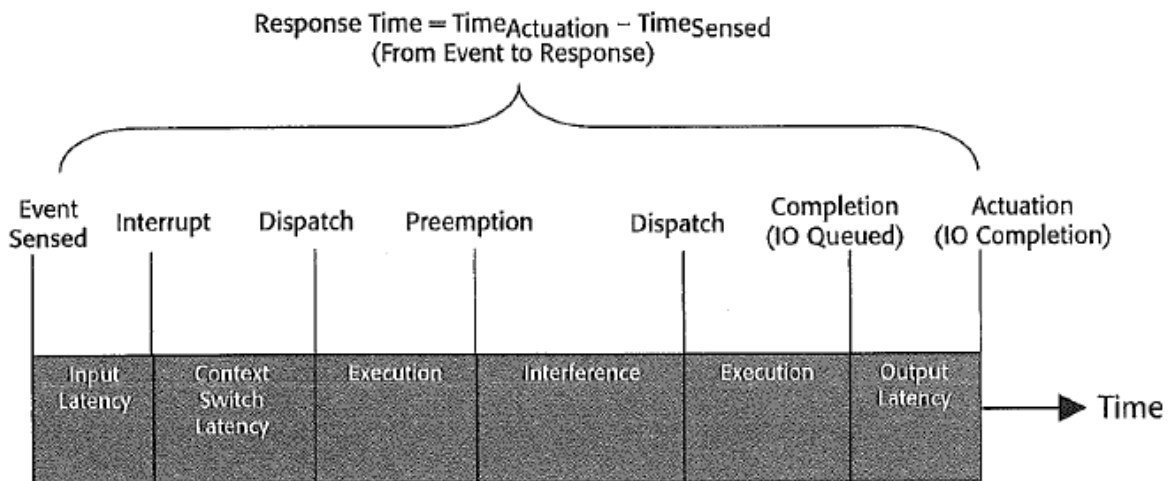 Response Time = TimeActuation – TimeSensed
(From Event to Response)
Event
Sensed
Interrupt
Dispatch
Preemption
Dispatch
Completion
(IO Queued)
Actuation
(IO Completion)
Input
Latency
Context
Switch
Latency
Execution
Interference
Execution
Output
Latency
Time